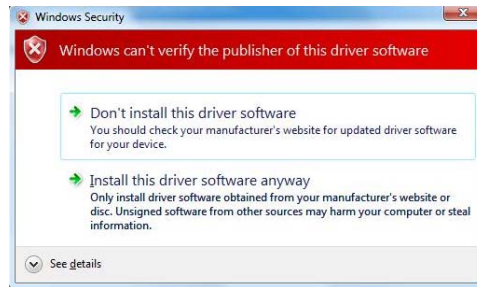 Windows Security
Windows can't verify the publisher of this driver software
Don't install this driver software
You should check your manufacturer's website for updated driver software
for your device.
Install this driver software anyway
Only install driver software obtained from your manufacturer's website or
disc. Unsigned software from other sources may harm your computer or steal
information.
See details